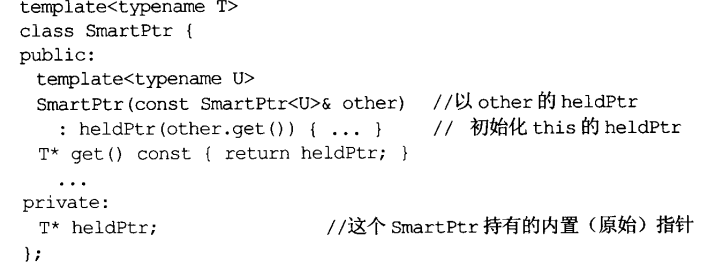 template<typename T>
class SmartPtr {
public:
template<typename U>
SmartPtr(const SmartPtr<U>& other) //以 other 的 heldPtr
: heldPtr(other.get()) { ... } // 初始化 this 的 heldPtr
T* get() const { return heldPtr; }
...
private:
T* heldPtr; //这个 SmartPtr 持有的内置（原始）指针
};